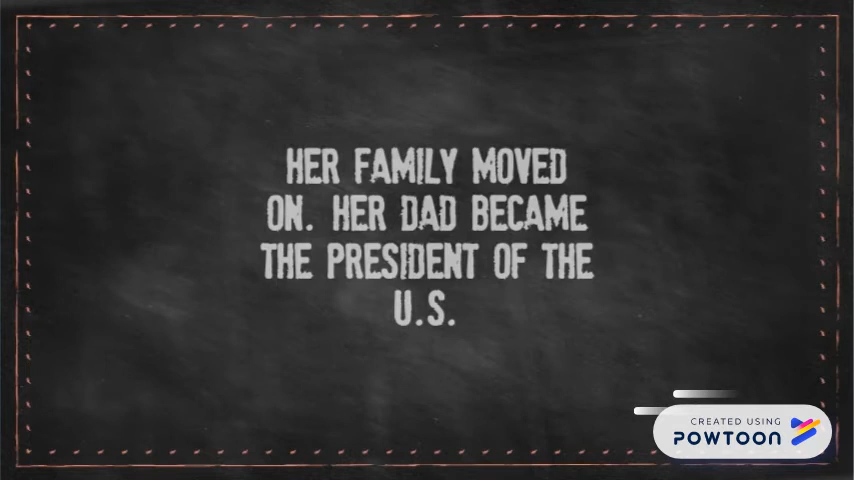 HER FAMILY MOVED
ON. HER DAD BECAME
THE PRESIDENT OF THE
U.S.
CREATED USING
POWTOON